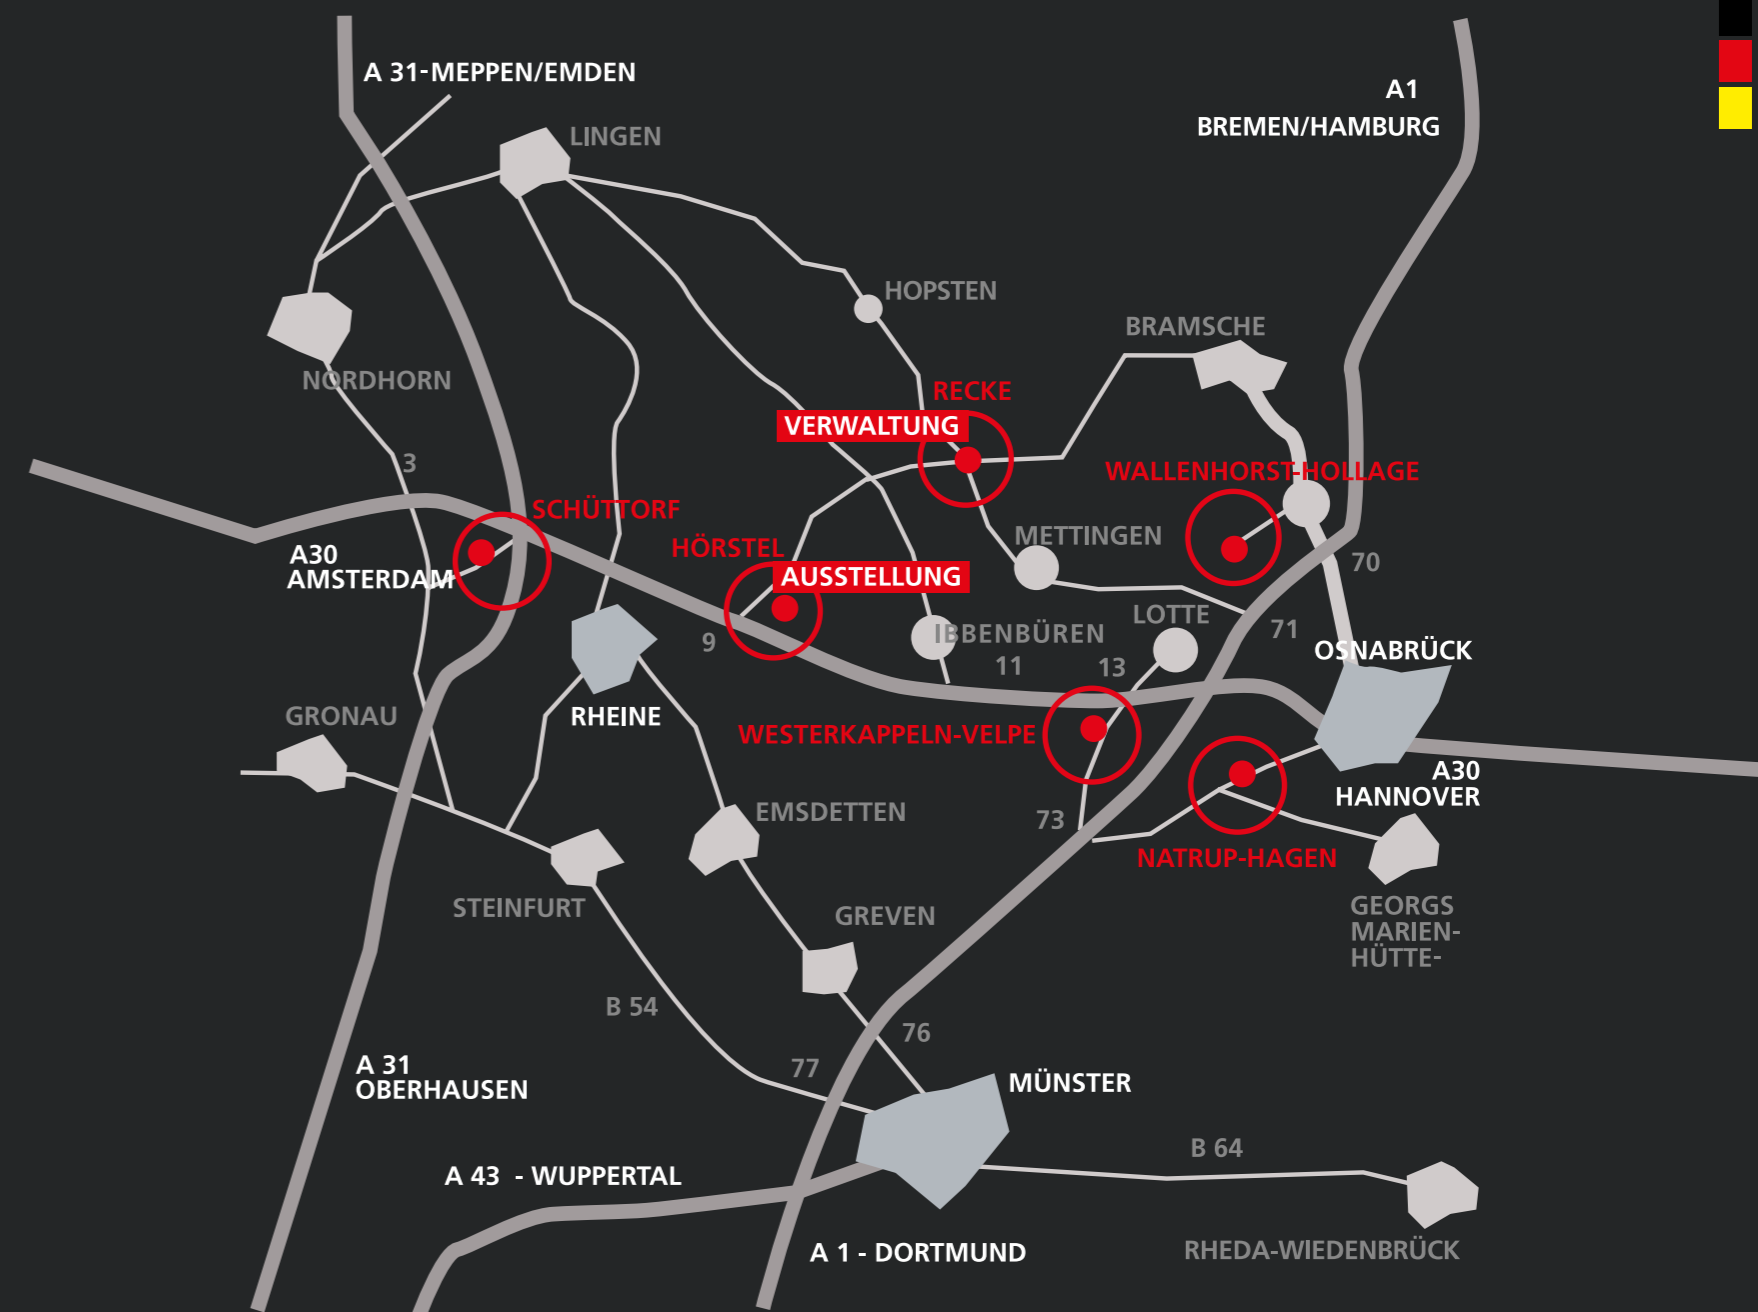 A 31-MEPPEN/EMDEN
A1
BREMEN/HAMBURG
LINGEN
HOPSTEN
BRAMSCHE
NORDHORN
RECKE
VERWALTUNG
3
WALLENHORST-HOLLAGE
SCHÜTTORF
METTINGEN
HÖRSTEL
A30
AMSTERDAM
AUSSTELLUNG
70
LOTTE
71
9
IBBENBÜREN
11
13
OSNABRÜCK
GRONAU
RHEINE
WESTERKAPPELN-VELPE
A30
HANNOVER
EMSDETTEN
73
NATRUP-HAGEN
STEINFURT
GREVEN
GEORGS
MARIEN-
HÜTTE-
B 54
76
77
A 31
OBERHAUSEN
MÜNSTER
B 64
A 43 - WUPPERTAL
A 1 - DORTMUND
RHEDA-WIEDENBRÜCK